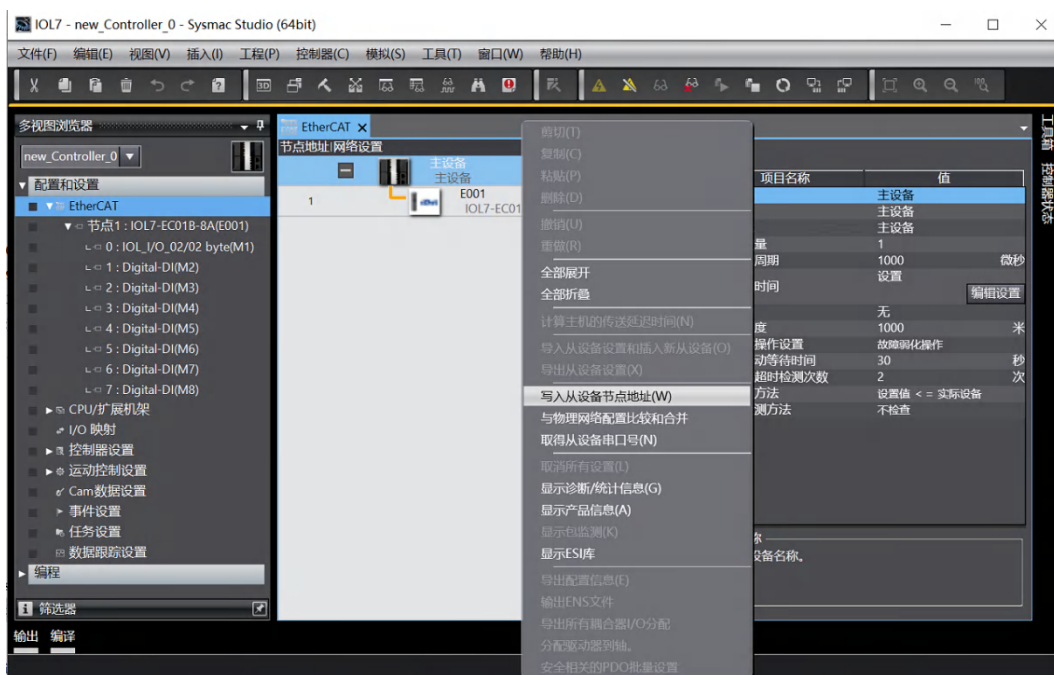 IOL7 - new_Controller_0 - Sysmac Studio (64bit)
文件(F) 编辑(E) 视图(V) 插入(I) 工程(P) 控制器(C) 模拟(S) 工具(T) 窗口(W) 帮助(H)
多视图浏览器
new_Controller_0
配置和设置
EtherCAT
节点1 : IOL7-EC01B-8A(E001)
0 : IOL_I/O_02/02 byte(M1)
1 : Digital-DI(M2)
2 : Digital-DI(M3)
3 : Digital-DI(M4)
4 : Digital-DI(M5)
5 : Digital-DI(M6)
6 : Digital-DI(M7)
7 : Digital-DI(M8)
CPU/扩展机架
I/O 映射
控制器设置
运动控制设置
Cam数据设置
事件设置
任务设置
数据跟踪设置
编程
筛选器
输出 编译
EtherCAT
节点地址|网络设置
主设备
主设备
1
E001
IOL7-EC01
剪切(T)
复制(C)
粘贴(P)
删除(D)
撤销(U)
重做(R)
全部展开
全部折叠
计算主机的传送延迟时间(N)
导入从设备设置和插入新从设备(O)
导出从设备设置(X)
写入从设备节点地址(W)
与物理网络配置比较和合并
取得从设备串口号(N)
取消所有设置(L)
显示诊断/统计信息(G)
显示产品信息(A)
显示包监测(K)
显示ESI库
导出配置信息(E)
输出ENS文件
导出所有耦合器I/O分配
分配驱动器到轴。
安全相关的PDO批量设置
项目名称 值
主设备
主设备
主设备
量 1
周期 1000 微秒
时间 设置
编辑设置
无
度 1000 米
操作设置 故障弱化操作
动等待时间 30 秒
超时检测次数 2 次
方法 设置值 <= 实际设备
测方法 不检查
称
设备名称。
工具箱
控制器状态